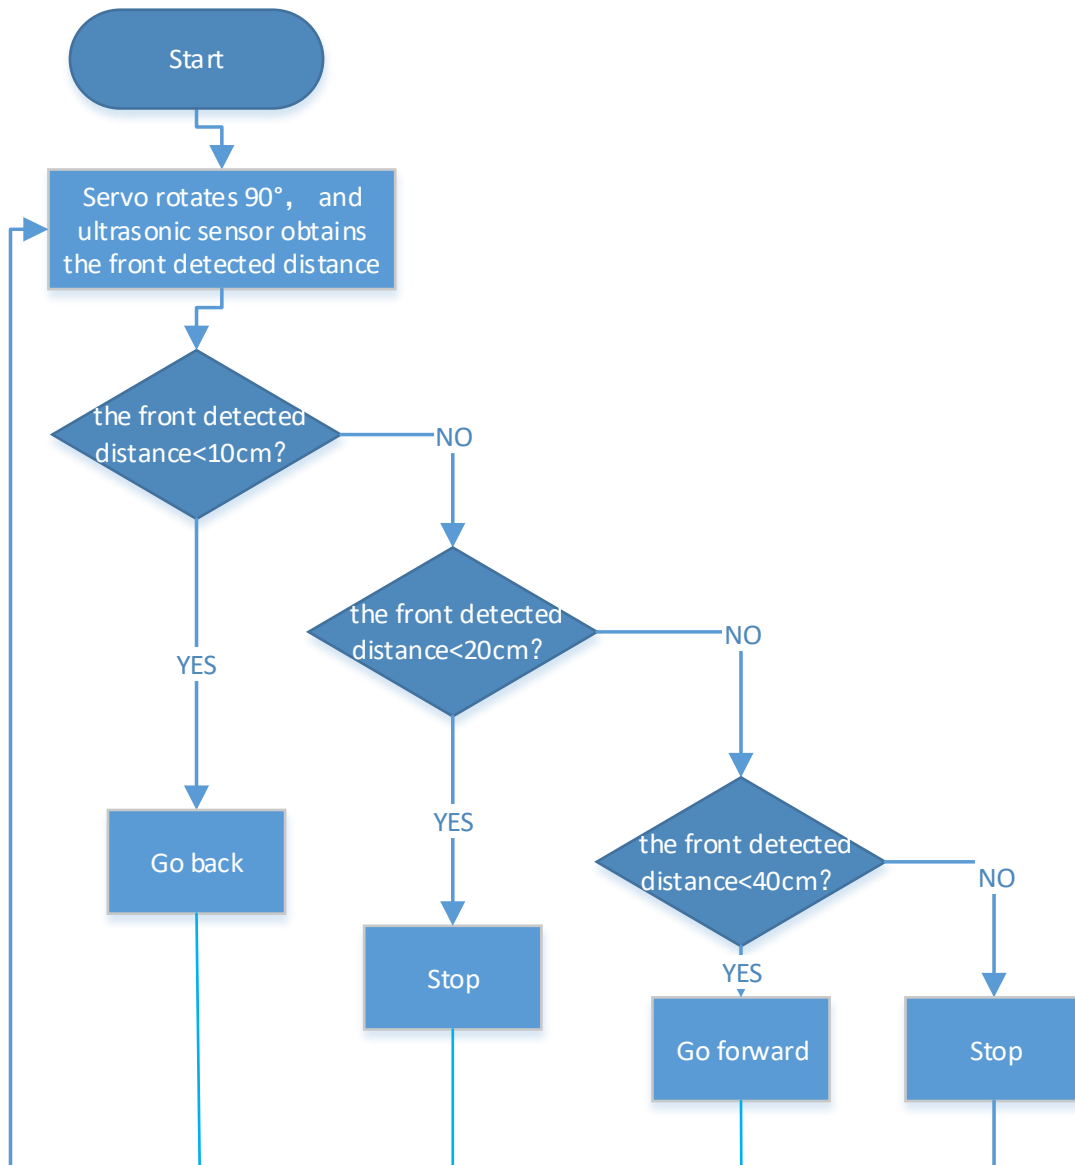 Start
Servo rotates 90°， and
ultrasonic sensor obtains
the front detected distance
the front detected
distance<10cm？
NO
the front detected
distance<20cm？
NO
YES
the front detected
distance<40cm？
YES
Go back
NO
YES
Stop
Go forward
Stop